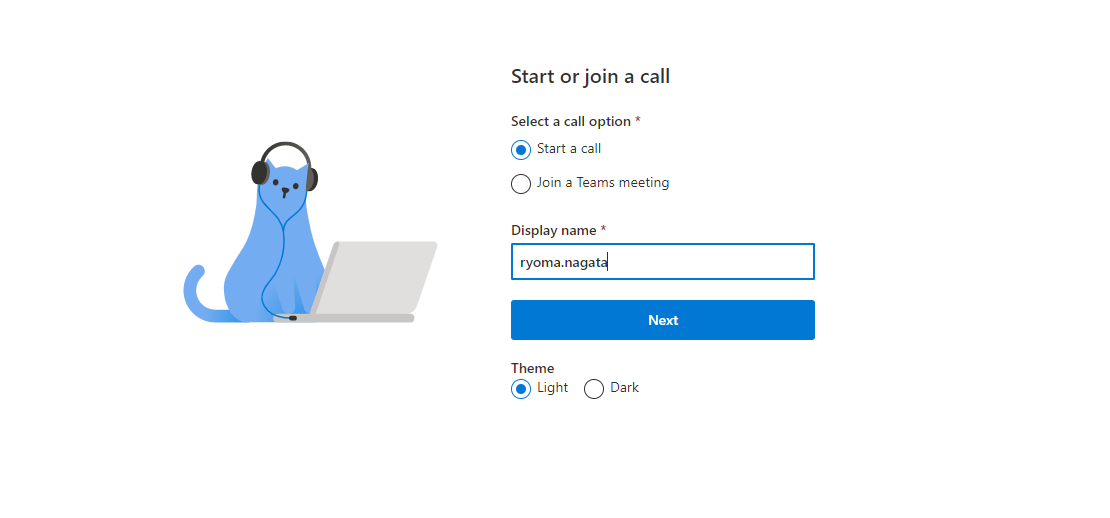 Start or join a call
Select a call option *
Start a call
Join a Teams meeting
Display name *
ryoma.nagata
Next
Theme
Light Dark